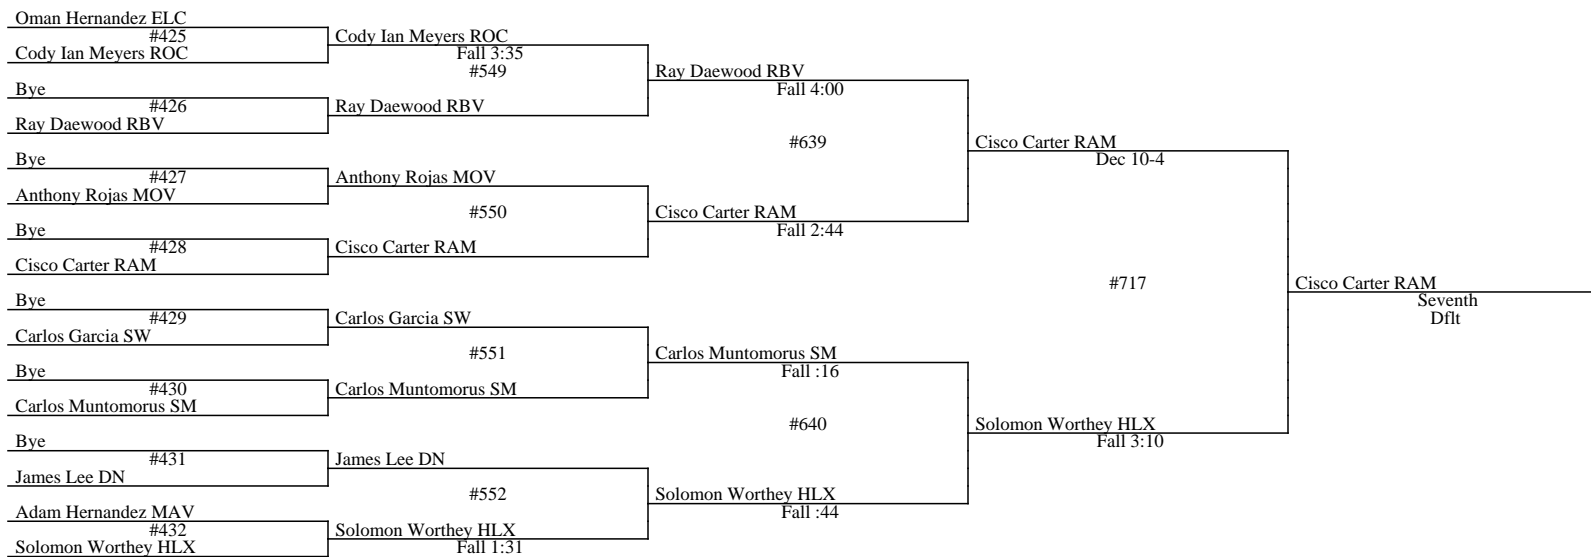 Oman Hernandez ELC
#425
Cody Ian Meyers ROC
Bye
#426
Ray Daewood RBV
Bye
#427
Anthony Rojas MOV
Bye
#428
Cisco Carter RAM
Bye
#429
Carlos Garcia SW
Bye
#430
Carlos Muntomorus SM
Bye
#431
James Lee DN
Adam Hernandez MAV
#432
Solomon Worthey HLX
Cody Ian Meyers ROC
Fall 3:35
#549
Ray Daewood RBV
Anthony Rojas MOV
#550
Cisco Carter RAM
Carlos Garcia SW
#551
Carlos Muntomorus SM
James Lee DN
#552
Solomon Worthey HLX
Fall 1:31
Ray Daewood RBV
Fall 4:00
#639
Cisco Carter RAM
Fall 2:44
Carlos Muntomorus SM
Fall :16
#640
Solomon Worthey HLX
Fall :44
Cisco Carter RAM
Dec 10-4
#717
Solomon Worthey HLX
Fall 3:10
Cisco Carter RAM
Seventh
Dflt